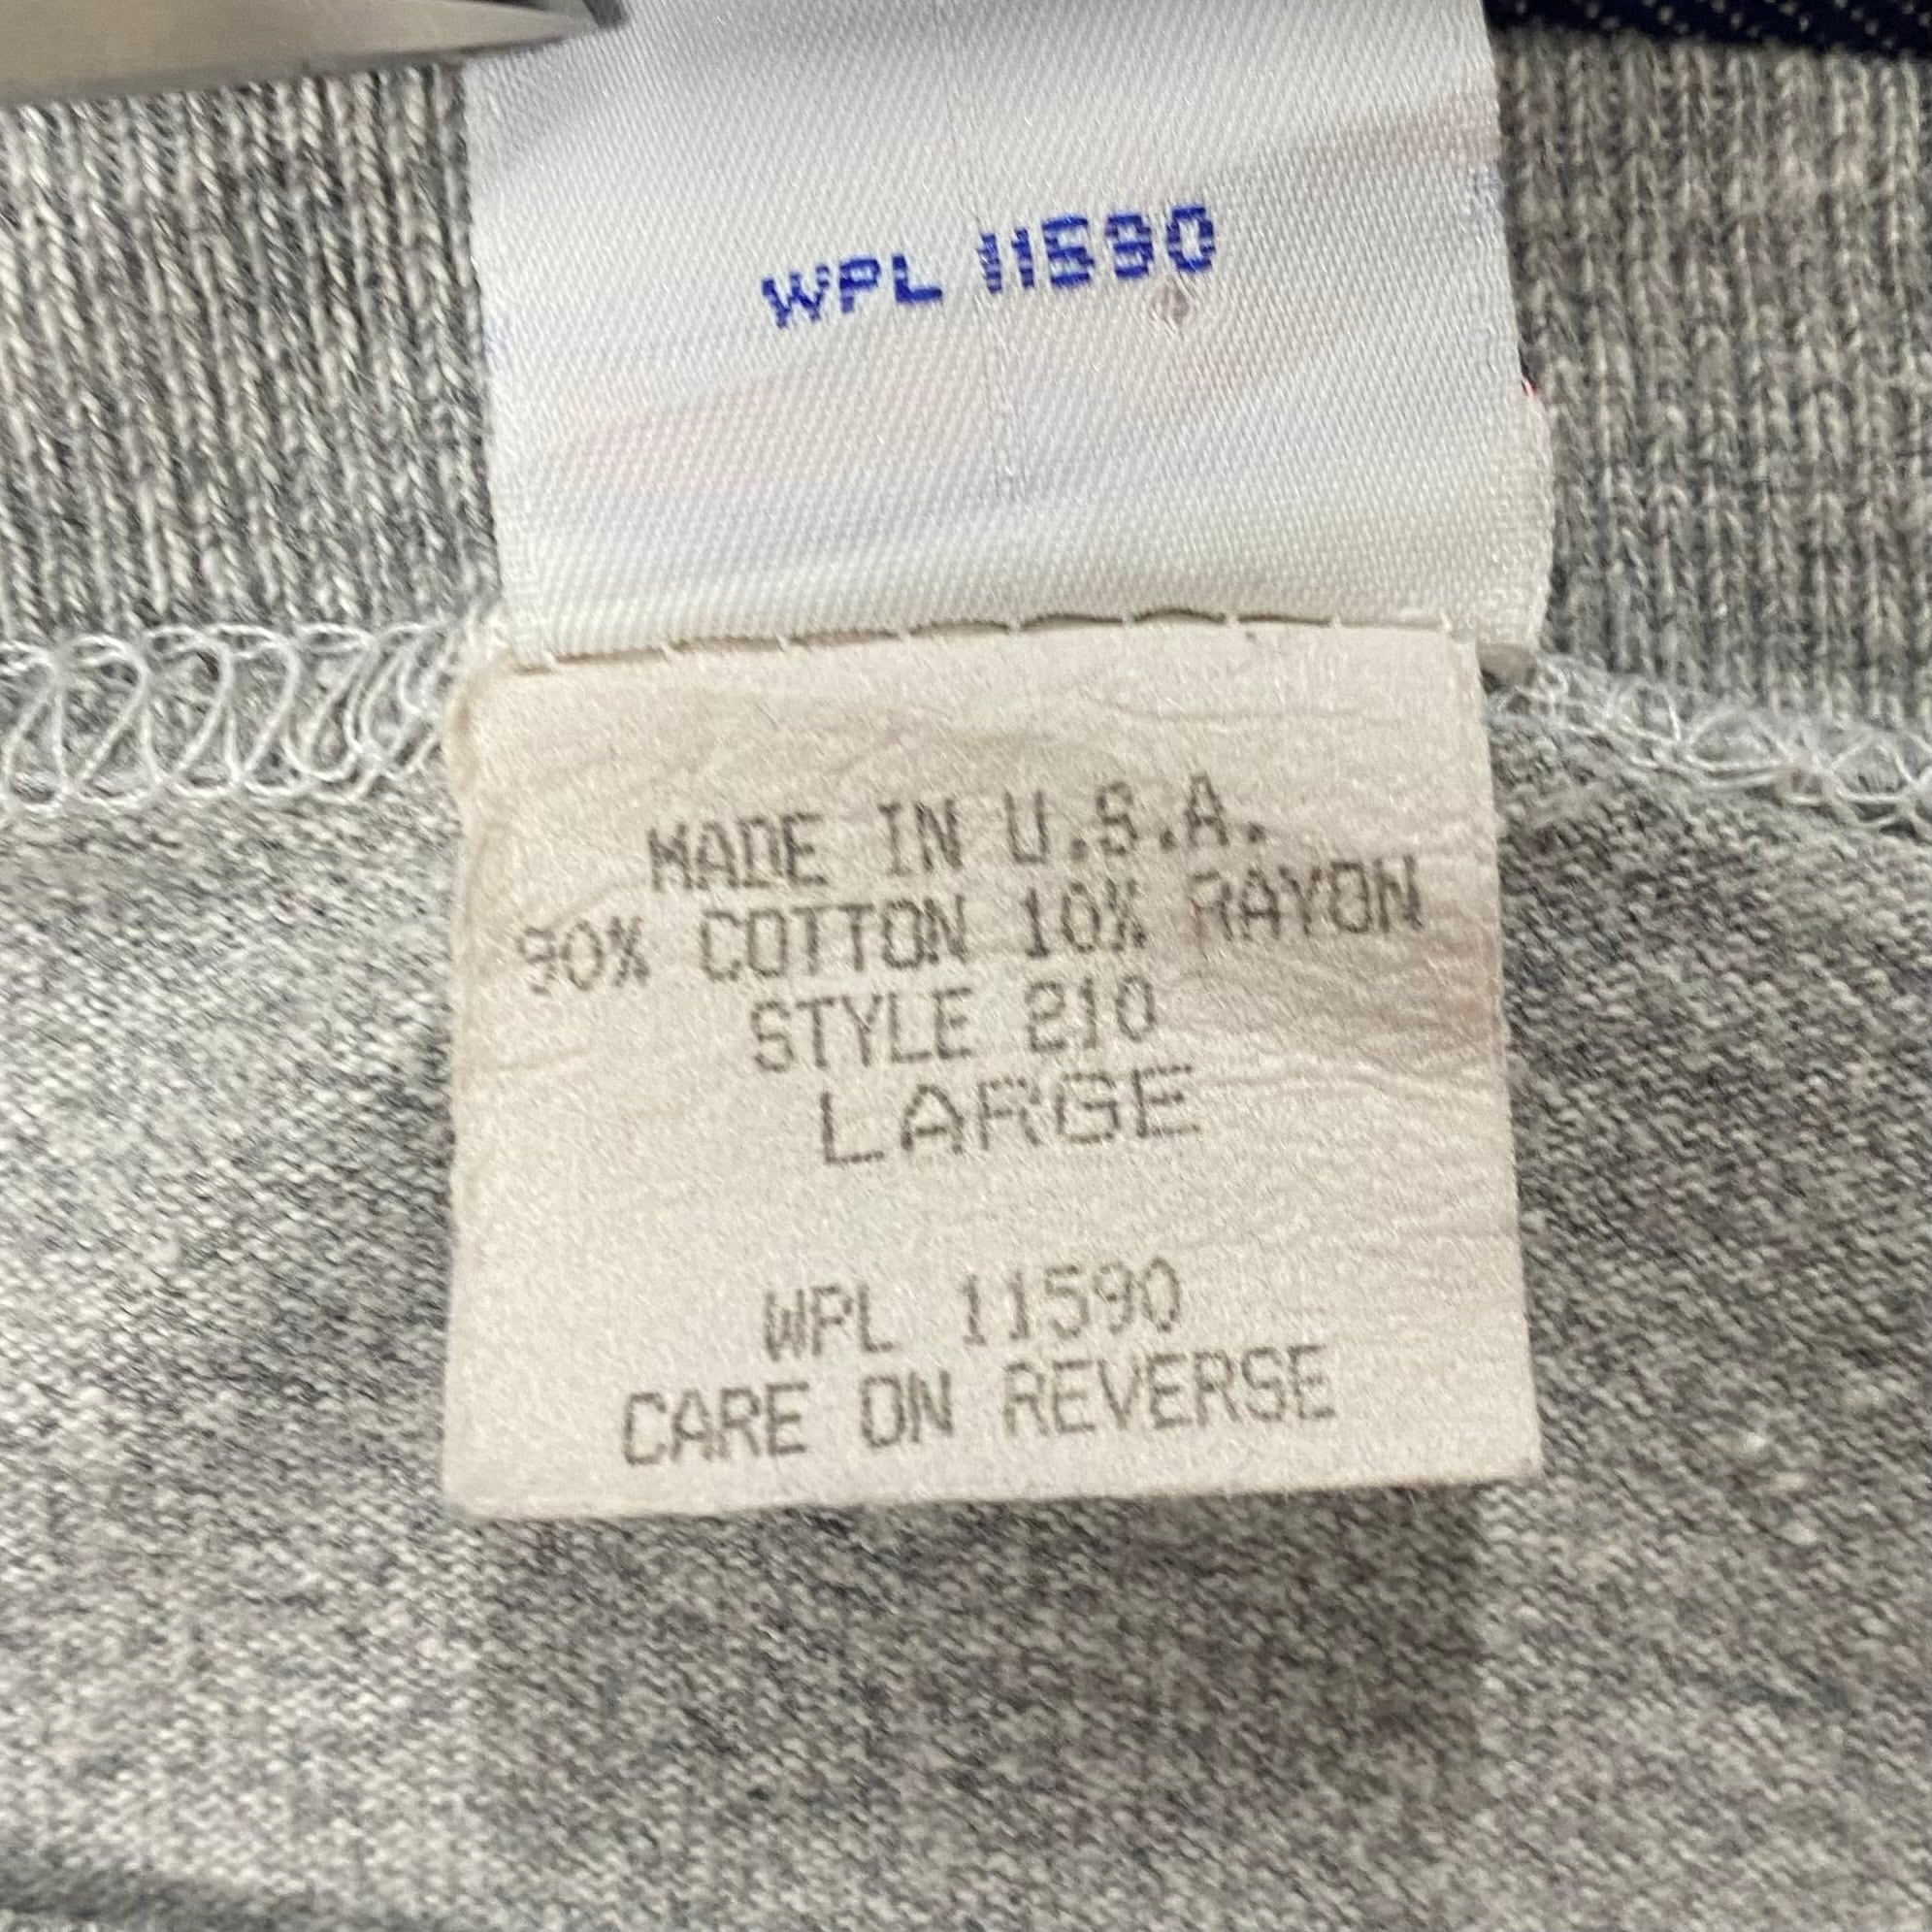 WPL 11590
MADE IN U.S.A.
90% COTTON 10% RAYON
STYLE 210
LARGE
WPL 11590
CARE ON REVERSE